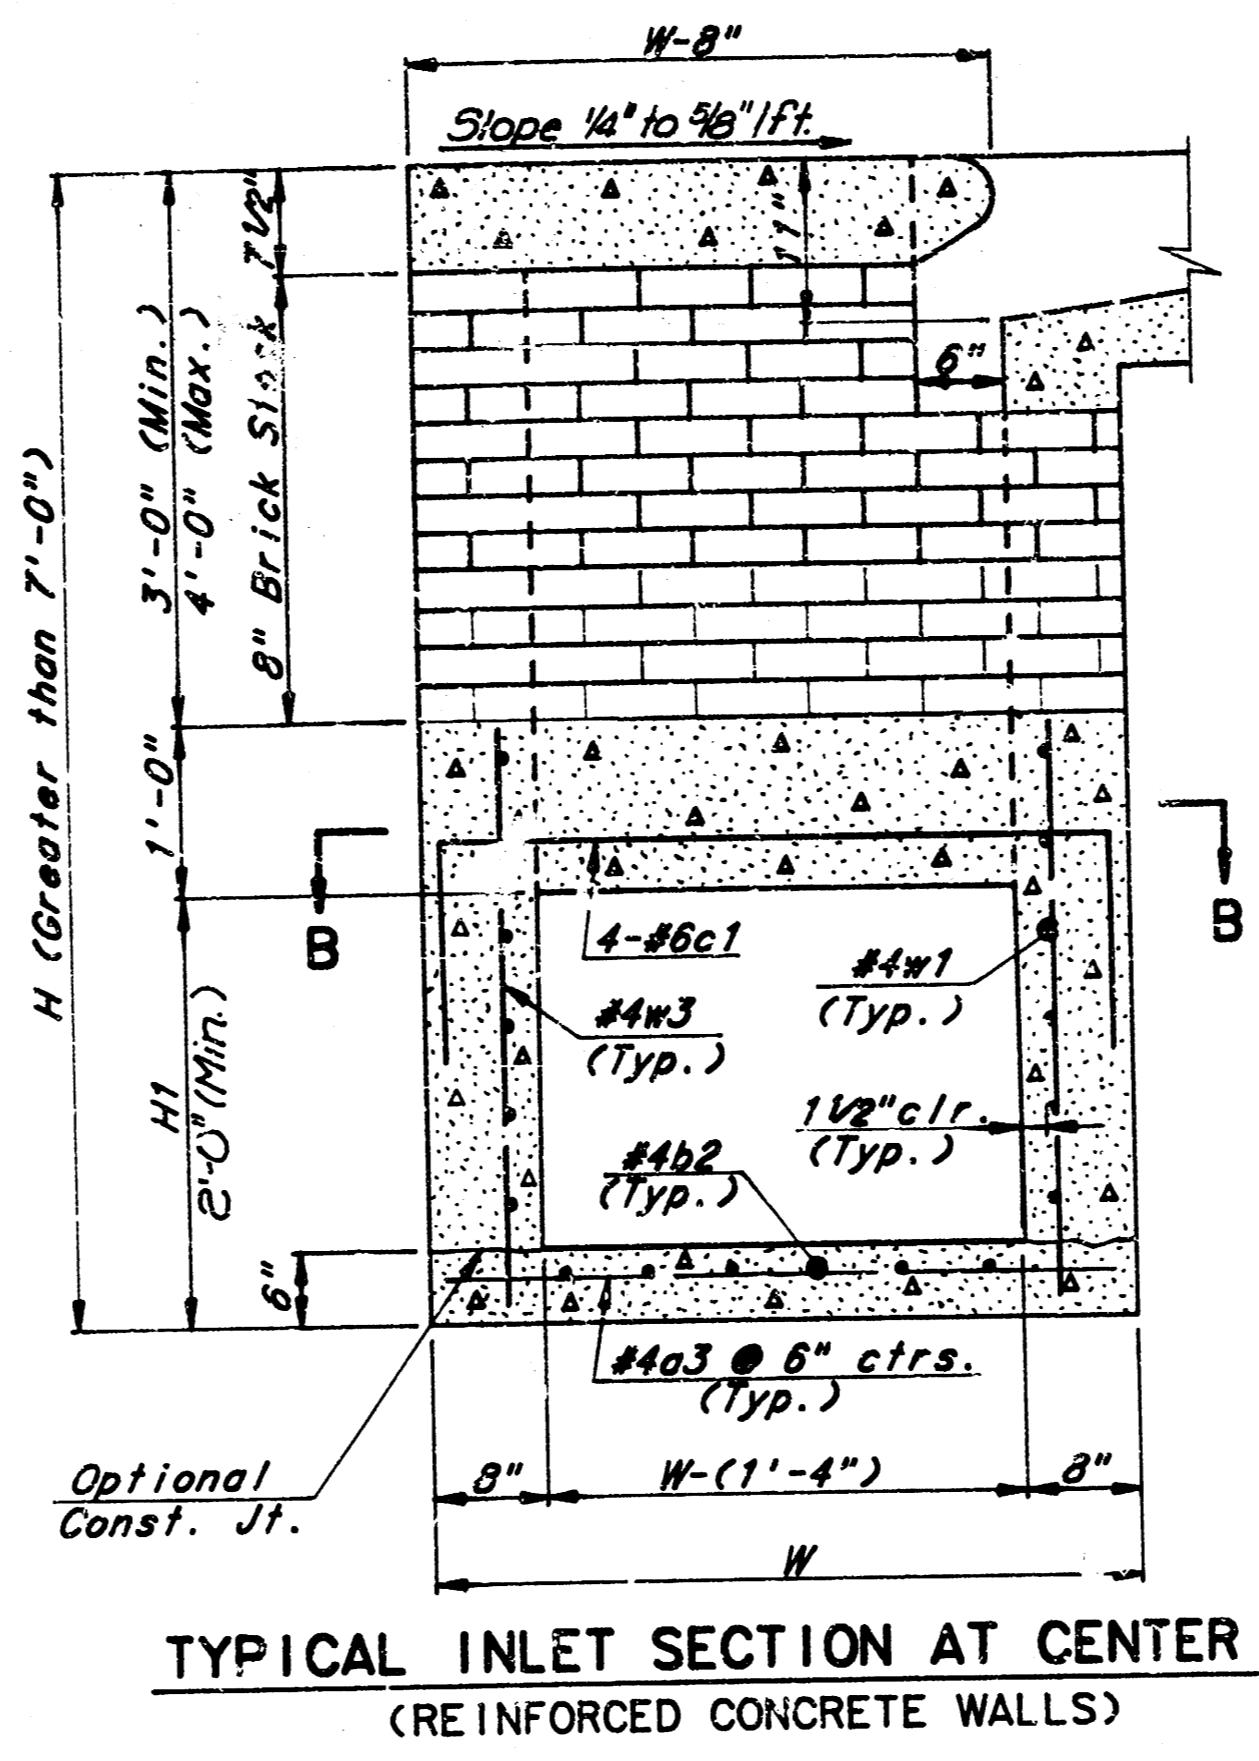 W-8"
Slope 1/4" to 5/8"/ft.
7 1/2"
11"
6"
3'-0" (Min.)
4'-0" (Max.)
8" Brick Stack
H (Greater than 7'-0")
1'-0"
B
B
4-#6c1
#4w1
(Typ.)
#4w3
(Typ.)
H1
2'-0" (Min.)
1 1/2" clr.
(Typ.)
#4b2
(Typ.)
6"
#4a3 @ 6" ctrs.
(Typ.)
Optional
Const. Jt.
8"
W-(1'-4")
8"
W
TYPICAL INLET SECTION AT CENTER
(REINFORCED CONCRETE WALLS)